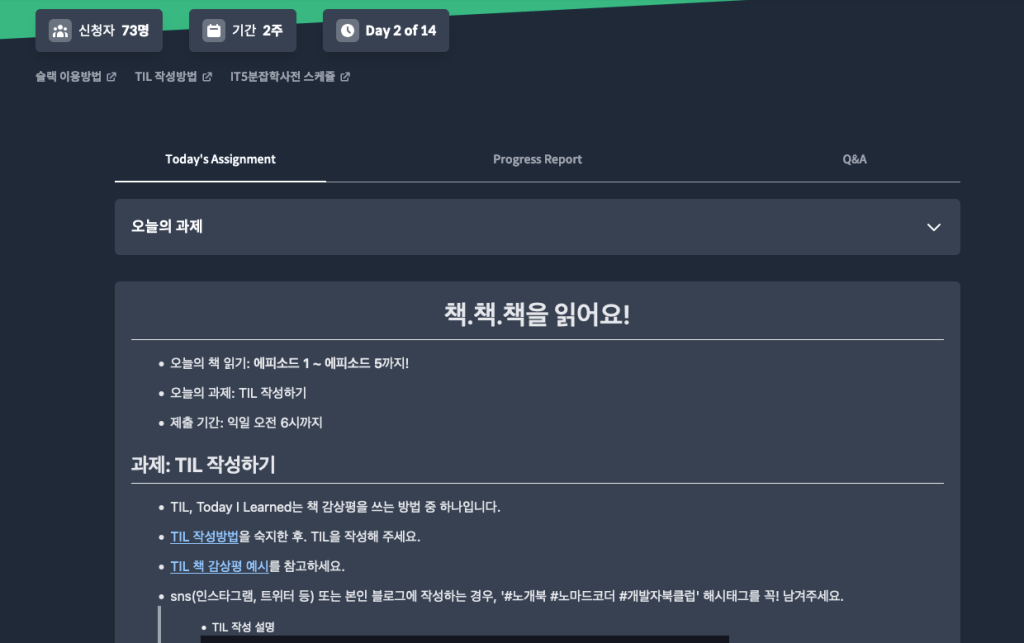 신청자 73명
기간 2주
Day 2 of 14
슬랙 이용방법
TIL 작성방법
IT5분잡학사전 스케쥴
Today's Assignment
Progress Report
Q&A
오늘의 과제
책.책.책을 읽어요!
• 오늘의 책 읽기: 에피소드 1 ~ 에피소드 5까지!
• 오늘의 과제: TIL 작성하기
• 제출 기간: 익일 오전 6시까지
과제: TIL 작성하기
• TIL, Today I Learned는 책 감상평을 쓰는 방법 중 하나입니다.
• TIL 작성방법을 숙지한 후. TIL을 작성해 주세요.
• TIL 책 감상평 예시를 참고하세요.
• sns(인스타그램, 트위터 등) 또는 본인 블로그에 작성하는 경우, '#노개북 #노마드코더 #개발자북클럽' 해시태그를 꼭! 남겨주세요.
• TIL 작성 설명